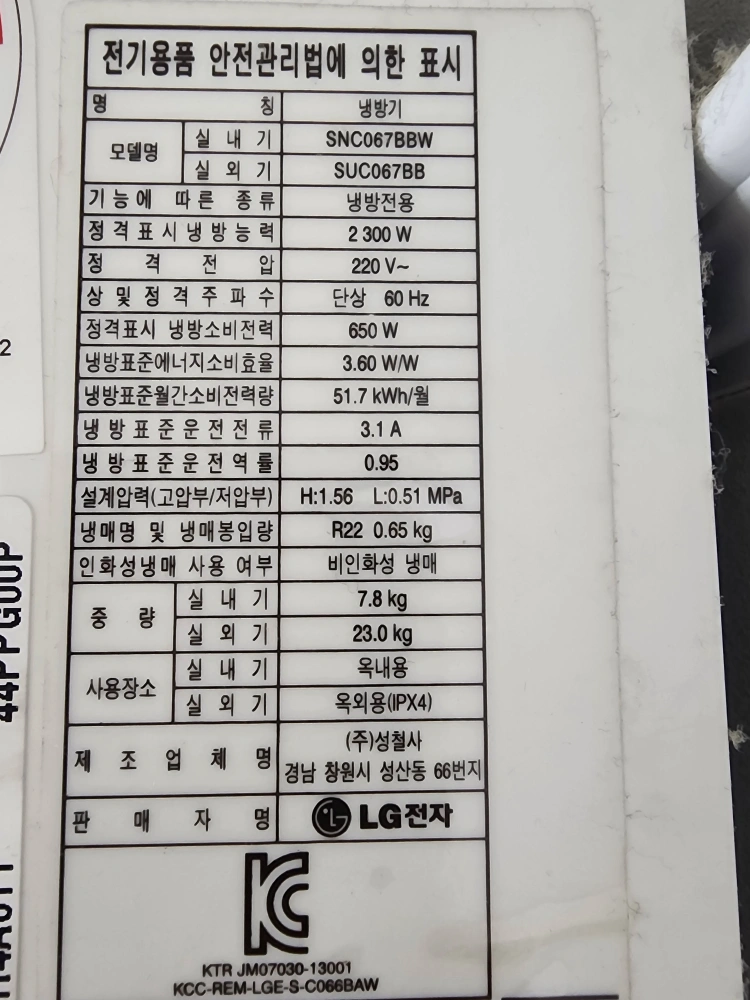 전기용품 안전관리법에 의한 표시
명 칭 냉방기
모델명 실 내 기 SNC067BBW
실 외 기 SUC067BB
기 능 에 따 른 종 류 냉방전용
정 격 표 시 냉 방 능 력 2 300 W
정 격 전 압 220 V~
상 및 정 격 주 파 수 단상 60 Hz
정격표시 냉방소비전력 650 W
냉방표준에너지소비효율 3.60 W/W
냉방표준월간소비전력량 51.7 kWh/월
냉 방 표 준 운 전 전 류 3.1 A
냉 방 표 준 운 전 역 률 0.95
설계압력(고압부/저압부) H:1.56 L:0.51 MPa
냉매명 및 냉매봉입량 R22 0.65 kg
인화성냉매 사용 여부 비인화성 냉매
중 량 실 내 기 7.8 kg
실 외 기 23.0 kg
사용장소 실 내 기 옥내용
실 외 기 옥외용(IPX4)
제 조 업 체 명 (주)성철사
경남 창원시 성산동 66번지
판 매 자 명 LG전자
KTR JM07030-13001
KCC-REM-LGE-S-C066BAW
2
44PPG00P